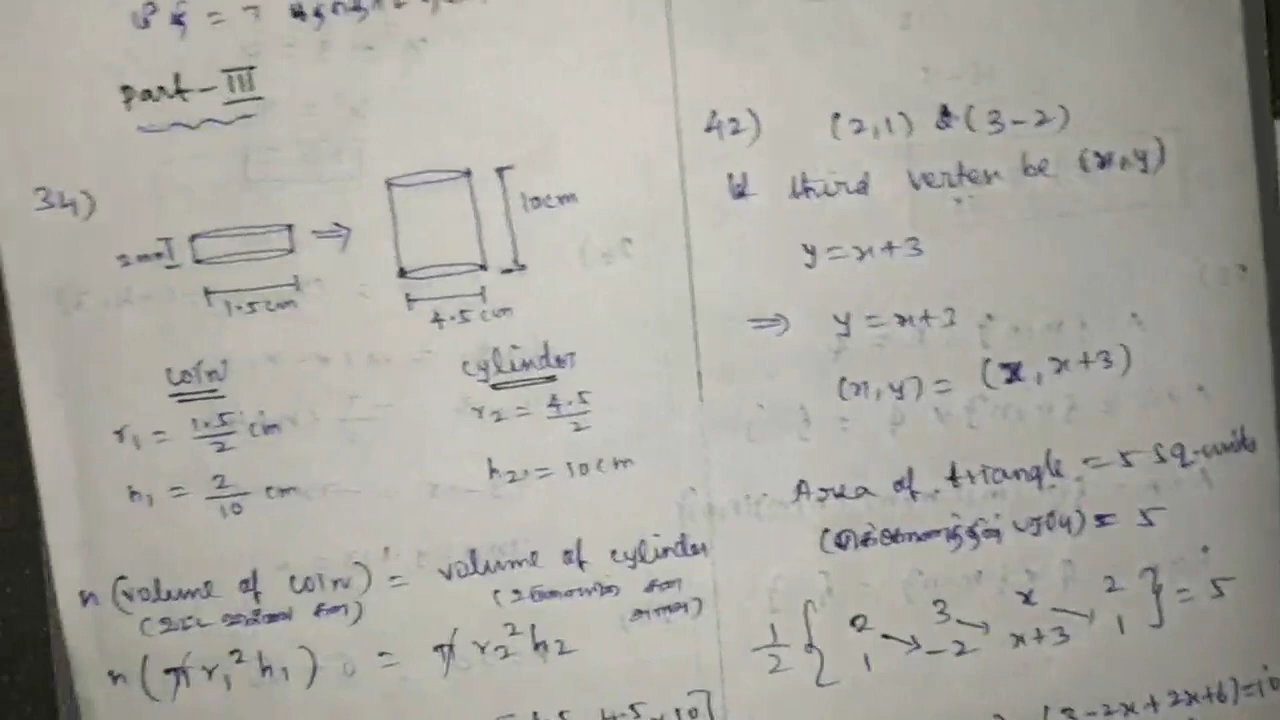 Part - III
34)
2mm
1.5cm
10cm
4.5cm
coin
r₁ = 1.5/2 cm
h₁ = 2/10 cm
cylinder
r₂ = 4.5/2
h₂ = 10cm
n (volume of coin) = volume of cylinder
n (πr₁²h₁) = πr₂²h₂
42) (2,1) & (3-2)
third vertex be (x,y)
y = x+3
⇒ y = x+3
(x,y) = (x, x+3)
Area of triangle = 5 sq.units
= 5
1/2 { 2 3 x 2
1 -2 x+3 1 } = 5